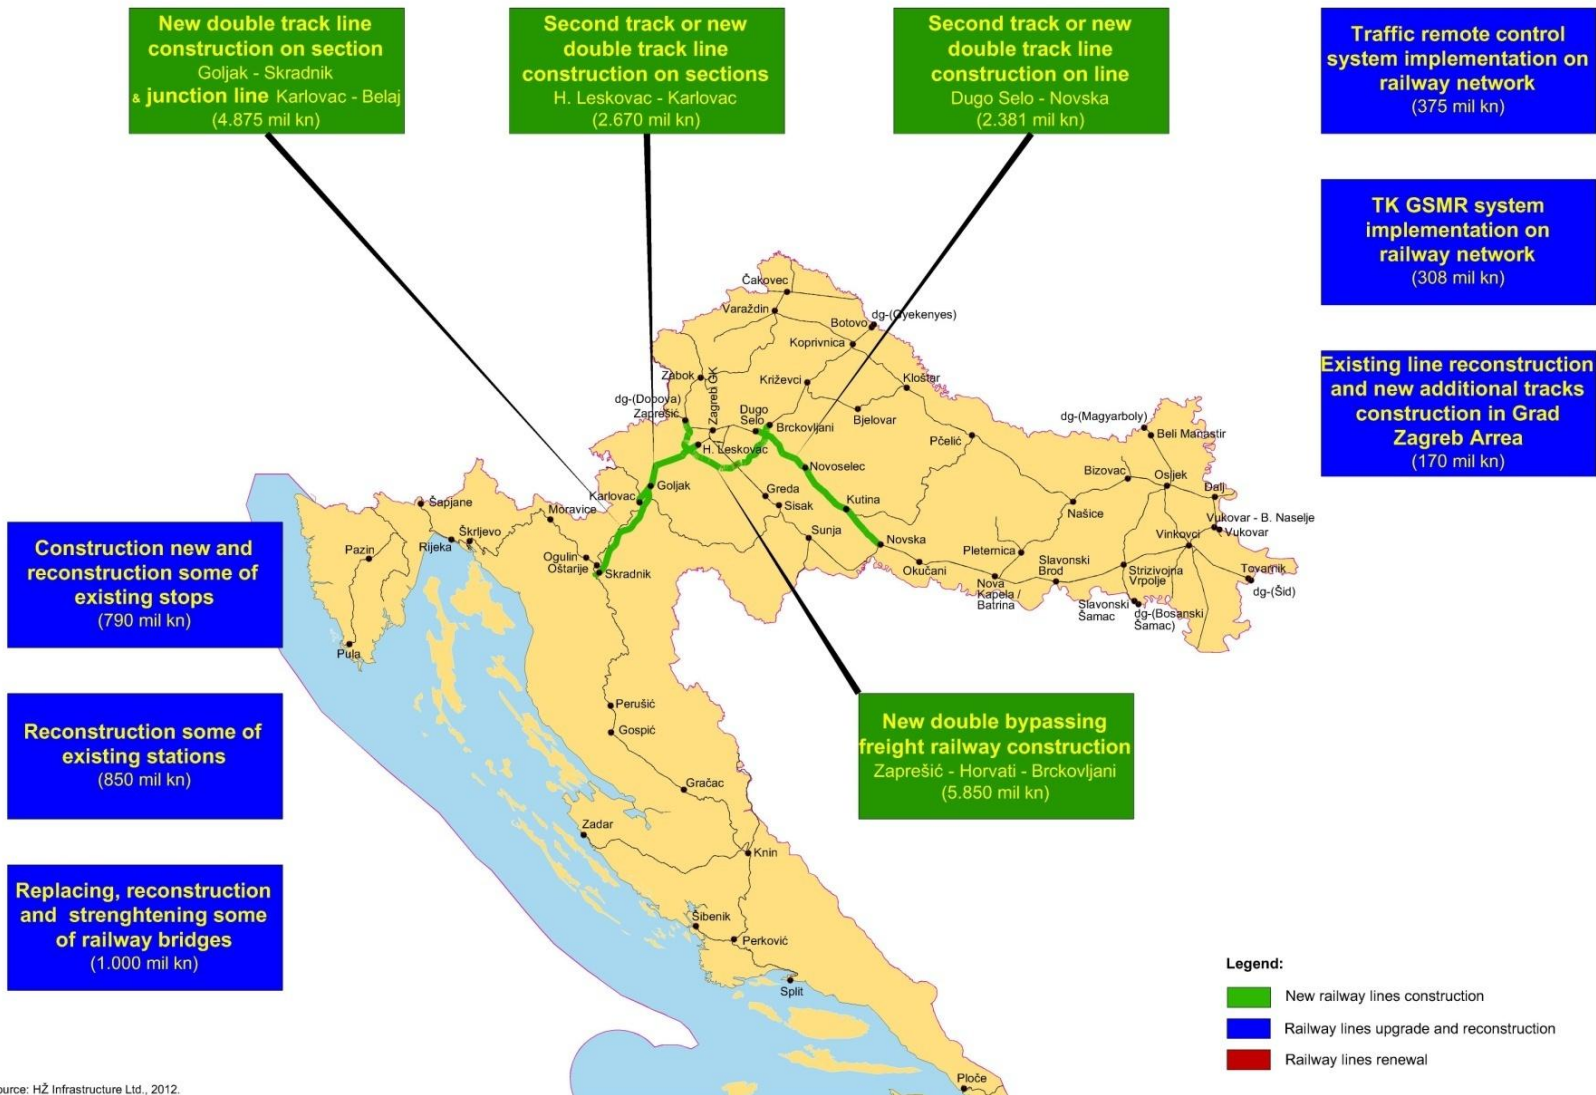 New double track line
construction on section
Goljak - Skradnik
& junction line Karlovac - Belaj
(4.875 mil kn)
Second track or new
double track line
construction on sections
H. Leskovac - Karlovac
(2.670 mil kn)
Second track or new
double track line
construction on line
Dugo Selo - Novska
(2.381 mil kn)
Traffic remote control
system implementation on
railway network
(375 mil kn)
TK GSMR system
implementation on
railway network
(308 mil kn)
Existing line reconstruction
and new additional tracks
construction in Grad
Zagreb Arrea
(170 mil kn)
Construction new and
reconstruction some of
existing stops
(790 mil kn)
Reconstruction some of
existing stations
(850 mil kn)
Replacing, reconstruction
and strenghtening some
of railway bridges
(1.000 mil kn)
New double bypassing
freight railway construction
Zaprešić - Horvati - Brckovljani
(5.850 mil kn)
Čakovec
Varaždin
Botovo
dg-(Gyekenyes)
Koprivnica
Zabok
Zagreb GK
Križevci
Kloštar
dg-(Dobova)
Zaprešić
Dugo
Selo
Brckovljani
Bjelovar
Pčelić
dg-(Magyarboly)
Beli Manastir
H. Leskovac
Novoselec
Bizovac
Osijek
Dalj
Karlovac
Goljak
Greda
Sisak
Kutina
Našice
Vukovar - B. Naselje
Vukovar
Šapjane
Moravice
Sunja
Novska
Pleternica
Vinkovci
Rijeka
Škrljevo
Pazin
Ogulin
Oštarije
Skradnik
Okučani
Nova
Kapela /
Batrina
Slavonski
Brod
Strizivojna
Vrpolje
Tovarnik
dg-(Šid)
Slavonski
Šamac
dg-(Bosanski
Šamac)
Pula
Perušić
Gospić
Gračac
Zadar
Knin
Šibenik
Perković
Split
Ploče
Legend:
New railway lines construction
Railway lines upgrade and reconstruction
Railway lines renewal
ource: HŽ Infrastructure Ltd., 2012.